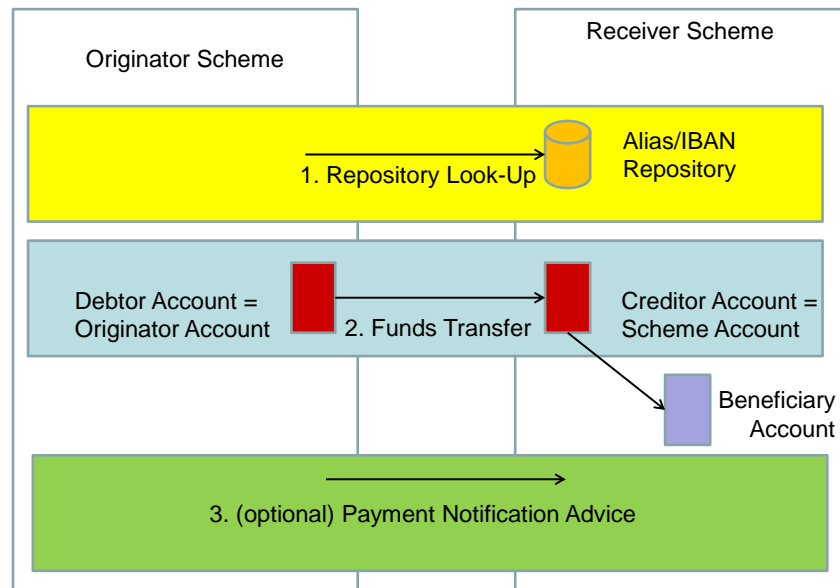 Originator Scheme
Receiver Scheme
Alias/IBAN
Repository
1. Repository Look-Up
Debtor Account =
Originator Account
2. Funds Transfer
Creditor Account =
Scheme Account
Beneficiary
Account
3. (optional) Payment Notification Advice